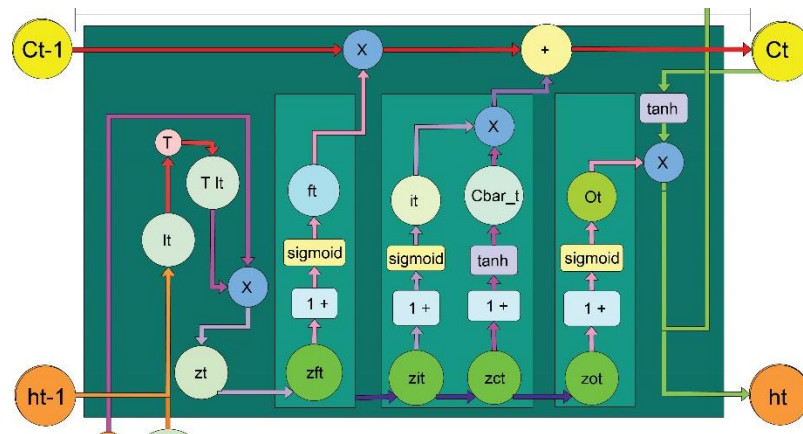 Ct-1
X
+
Ct
tanh
T
X
T It
ft
it
Cbar_t
Ot
X
It
sigmoid
sigmoid
tanh
sigmoid
X
1 +
1 +
1 +
1 +
zt
zft
zit
zct
zot
ht-1
ht